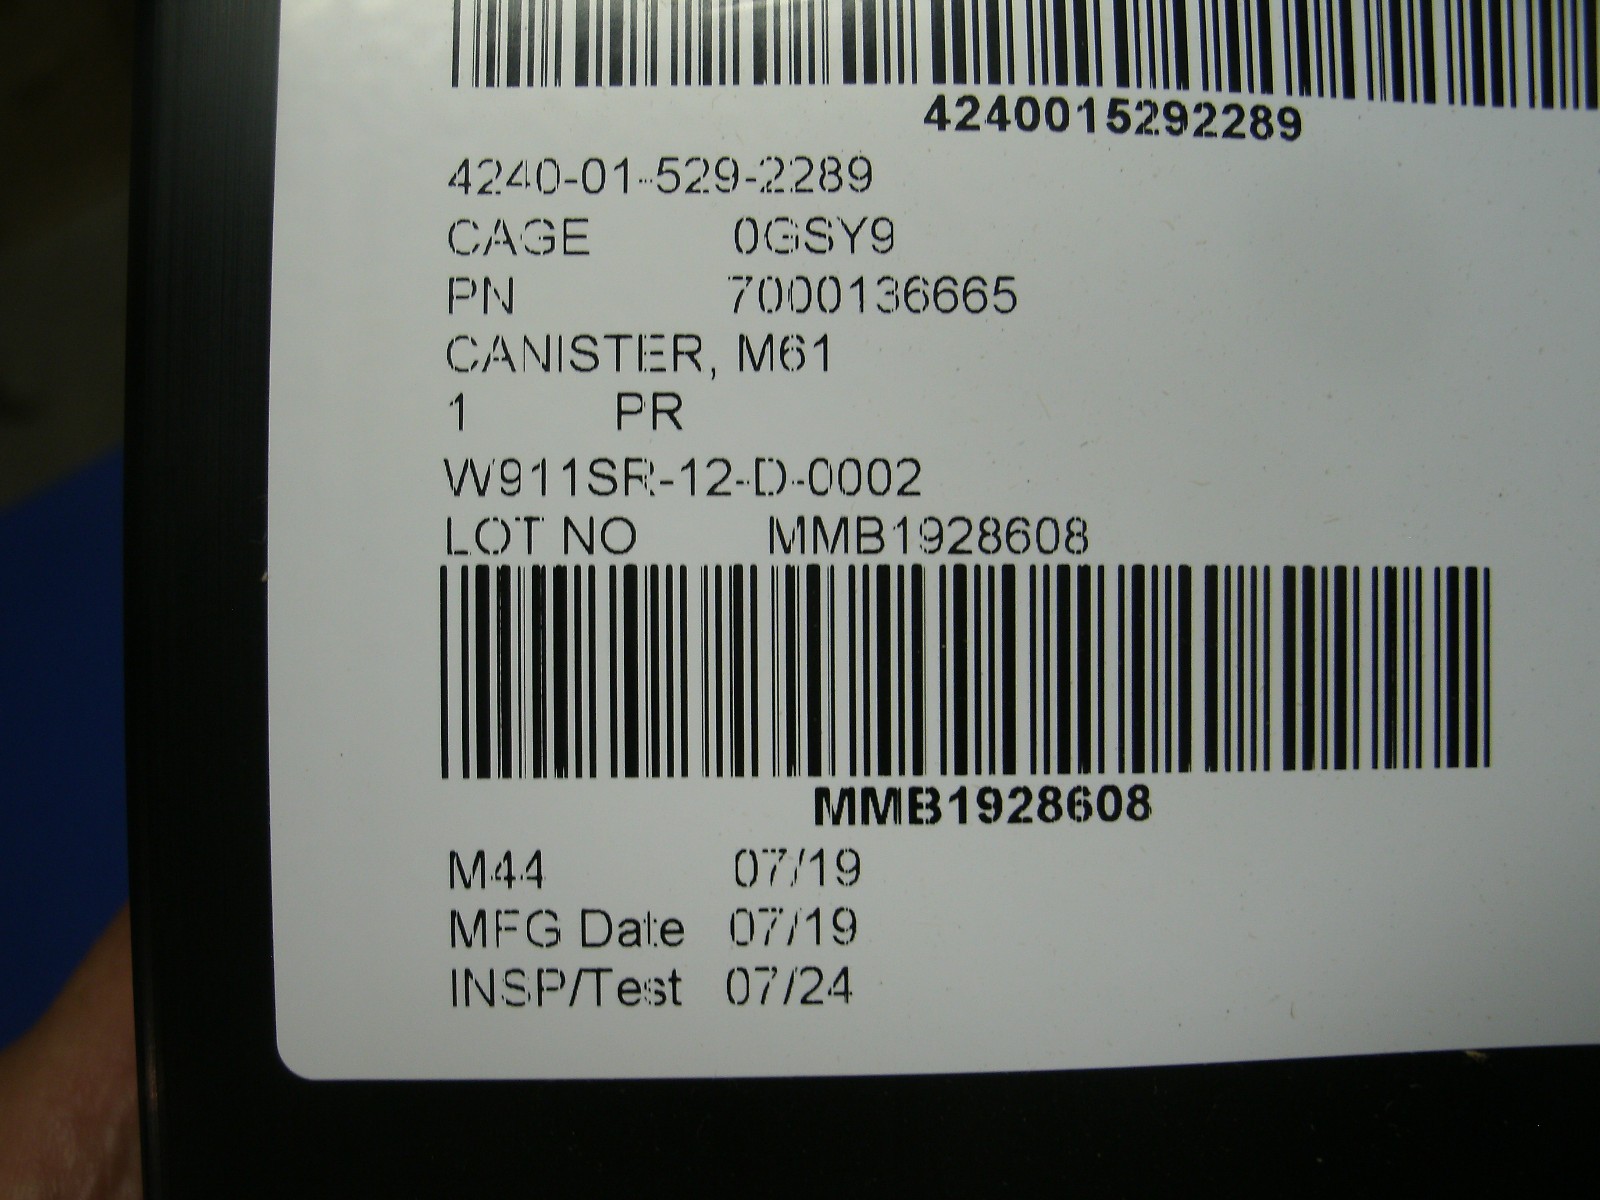 4240015292289
4240-01-529-2289
CAGE 0GSY9
PN 7000136665
CANISTER, M61
1 PR
W911SR-12-D-0002
LOT NO MMB1928608
MMB1928608
M44 07/19
MFG Date 07/19
INSP/Test 07/24